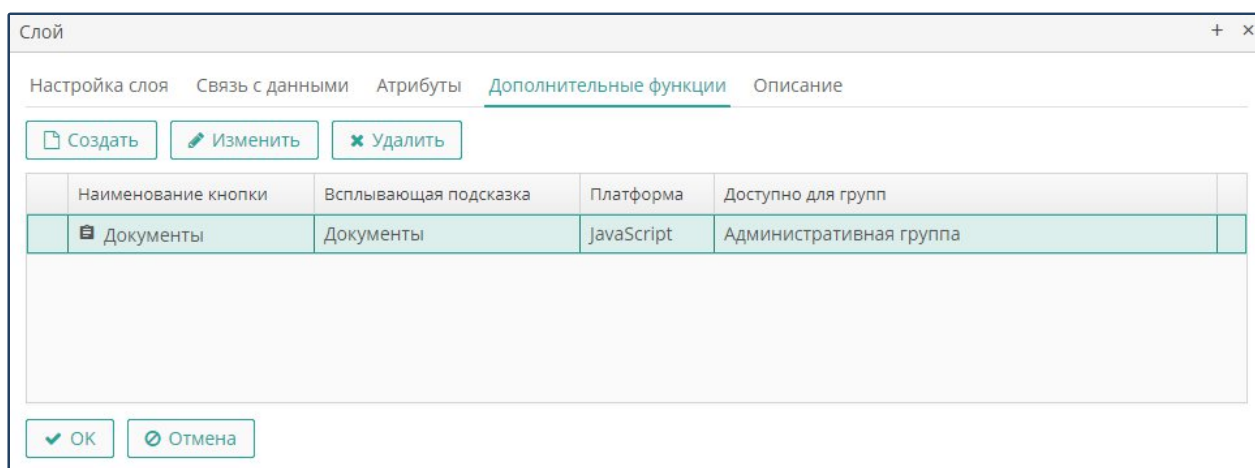 Слой
Настройка слоя Связь с данными Атрибуты Дополнительные функции Описание
Создать Изменить Удалить
Наименование кнопки Всплывающая подсказка Платформа Доступно для групп
Документы Документы JavaScript Административная группа
OK Отмена